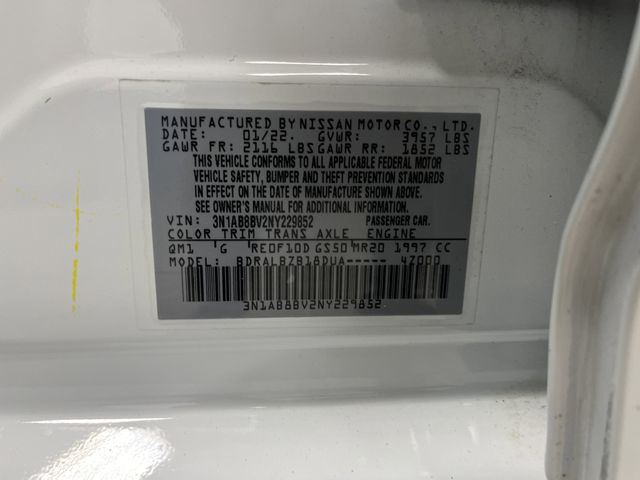 MANUFACTURED BY NISSAN MOTOR CO., LTD.
DATE: 01/22. GVWR: 3957 LBS
GAWR FR: 2116 LBS GAWR RR: 1852 LBS
THIS VEHICLE CONFORMS TO ALL APPLICABLE FEDERAL MOTOR
VEHICLE SAFETY, BUMPER AND THEFT PREVENTION STANDARDS
IN EFFECT ON THE DATE OF MANUFACTURE SHOWN ABOVE.
SEE OWNER'S MANUAL FOR ADDITIONAL INFORMATION.
VIN: 3N1AB8BV2NY229852 PASSENGER CAR.
COLOR TRIM TRANS AXLE ENGINE
QM1 G RE0F10D GS50 MR20 1997 CC
MODEL: BDRALBZB18DUA----- 4Z000
3N1AB8BV2NY229852